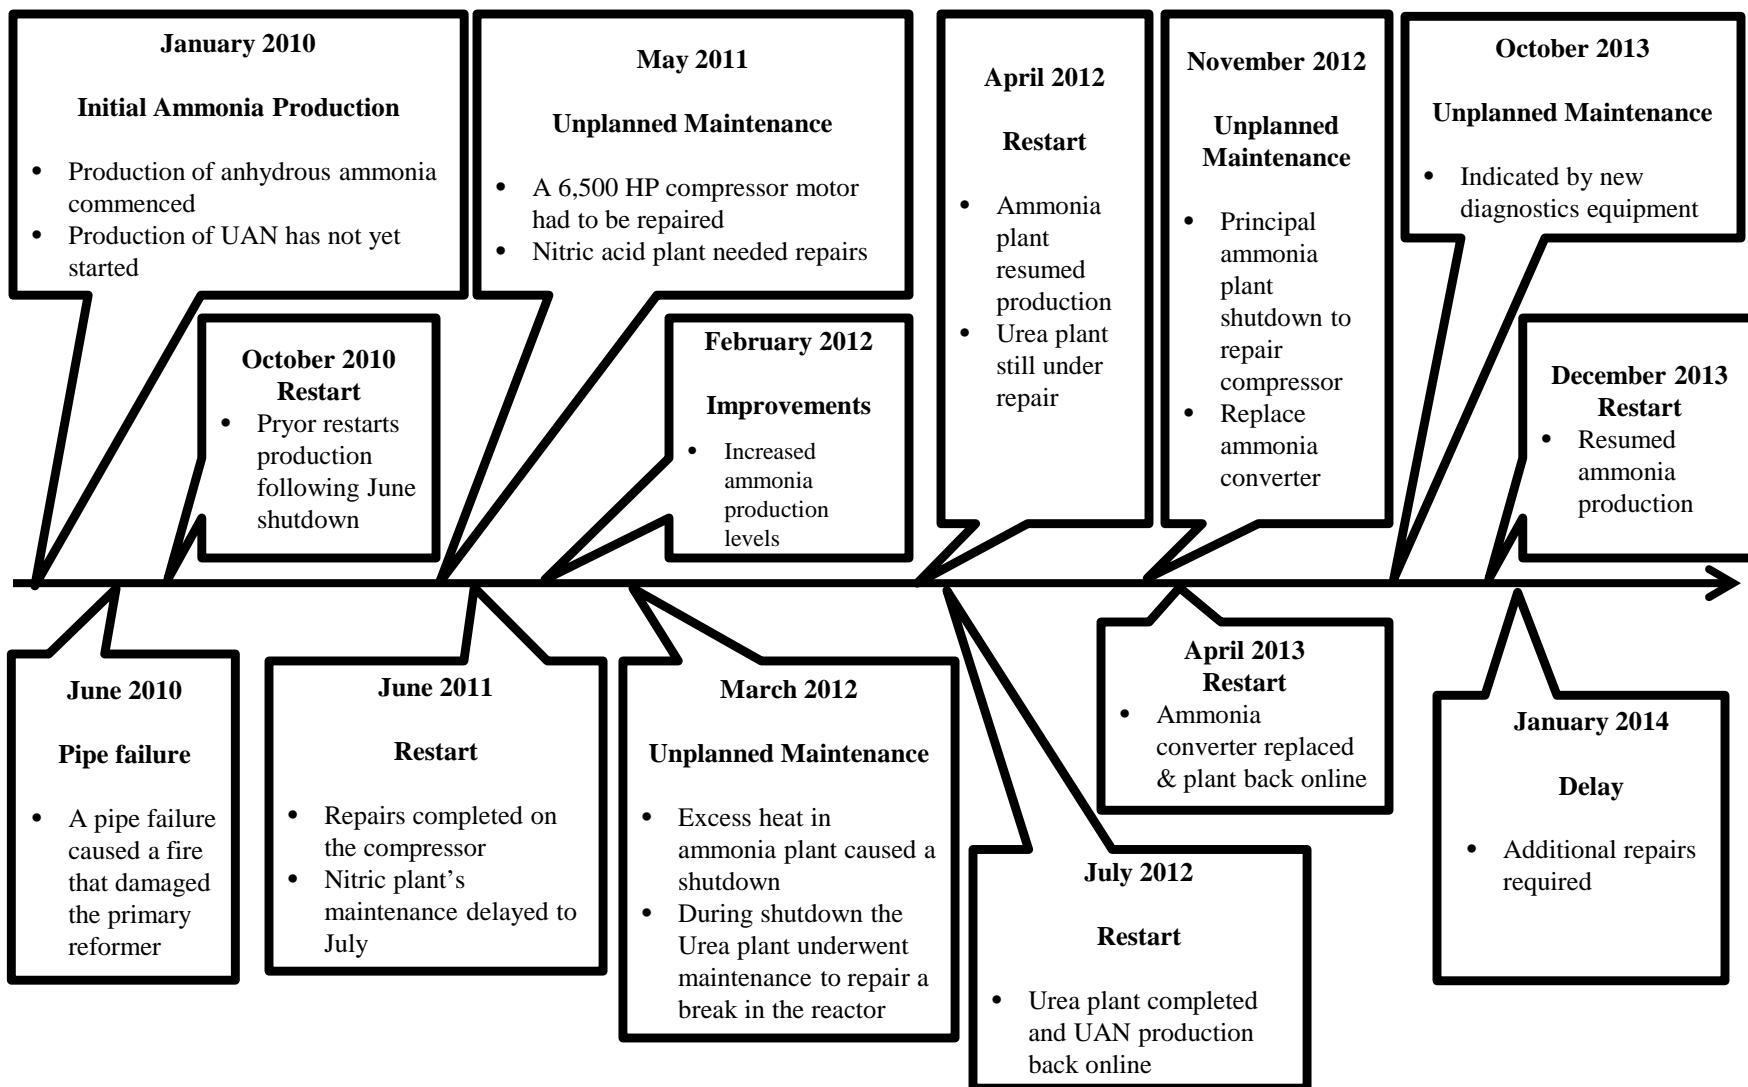 January 2010
Initial Ammonia Production
• Production of anhydrous ammonia
commenced
• Production of UAN has not yet
started
May 2011
Unplanned Maintenance
• A 6,500 HP compressor motor
had to be repaired
• Nitric acid plant needed repairs
April 2012
Restart
• Ammonia
plant
resumed
production
• Urea plant
still under
repair
November 2012
Unplanned
Maintenance
• Principal
ammonia
plant
shutdown to
repair
compressor
• Replace
ammonia
converter
October 2013
Unplanned Maintenance
• Indicated by new
diagnostics equipment
October 2010
Restart
• Pryor restarts
production
following June
shutdown
February 2012
Improvements
• Increased
ammonia
production
levels
December 2013
Restart
• Resumed
ammonia
production
June 2010
Pipe failure
• A pipe failure
caused a fire
that damaged
the primary
reformer
June 2011
Restart
• Repairs completed on
the compressor
• Nitric plant’s
maintenance delayed to
July
March 2012
Unplanned Maintenance
• Excess heat in
ammonia plant caused a
shutdown
• During shutdown the
Urea plant underwent
maintenance to repair a
break in the reactor
July 2012
Restart
• Urea plant completed
and UAN production
back online
April 2013
Restart
• Ammonia
converter replaced
& plant back online
January 2014
Delay
• Additional repairs
required